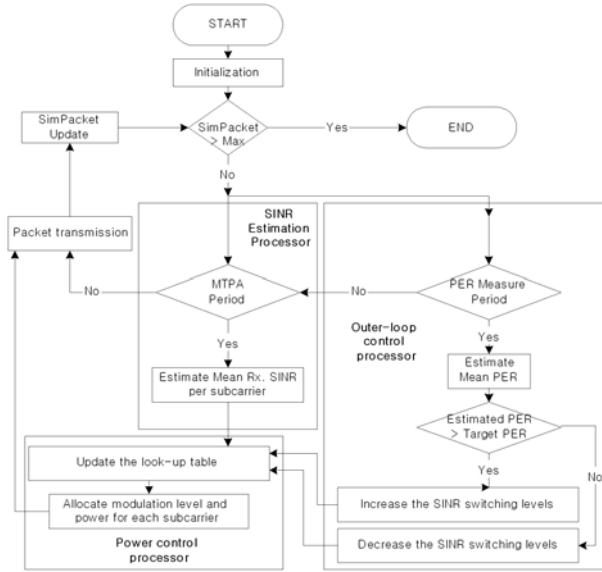 START
Initialization
SimPacket
Update
SimPacket
> Max
Yes
END
No
SINR
Estimation
Processor
Packet transmission
MTPA
Period
No
No
PER Measure
Period
Yes
Outer-loop
control
processor
Yes
Estimate Mean Rx. SINR
per subcarrier
Estimate
Mean PER
Estimated PER
> Target PER
Update the look-up table
Yes
No
Allocate modulation level and
power for each subcarrier
Increase the SINR switching levels
Power control
processor
Decrease the SINR switching levels